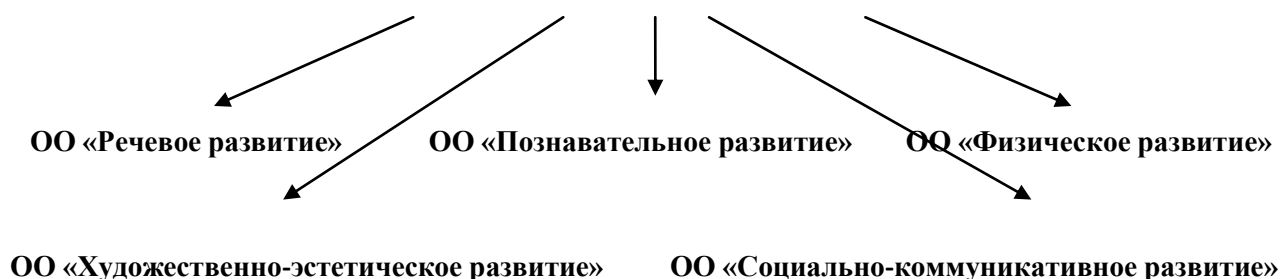 ОО «Речевое развитие» ОО «Познавательное развитие» ОО «Физическое развитие»
ОО «Художественно-эстетическое развитие» ОО «Социально-коммуникативное развитие»